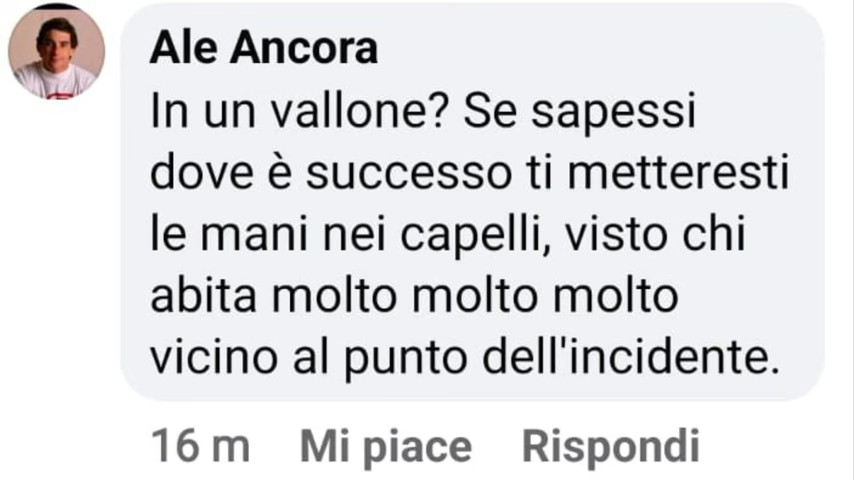 Ale Ancora
In un vallone? Se sapessi
dove è successo ti metteresti
le mani nei capelli, visto chi
abita molto molto molto
vicino al punto dell'incidente.
16 m Mi piace Rispondi